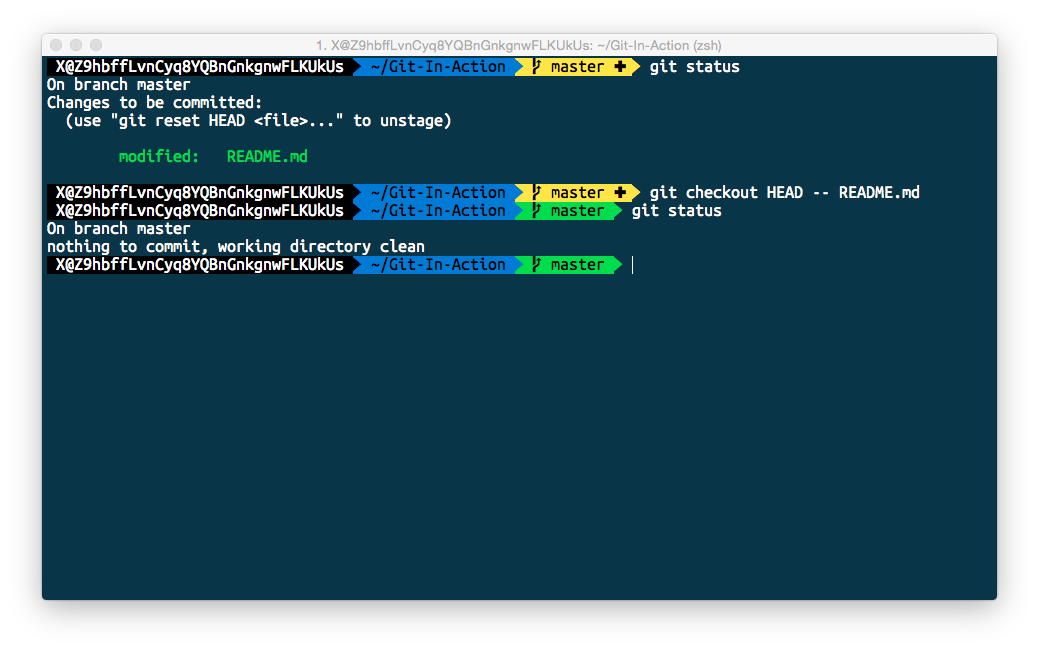 1. X@Z9hbffLvnCyq8YQBnGnkgnwFLKUkUs: ~/Git-In-Action (zsh)
X@Z9hbffLvnCyq8YQBnGnkgnwFLKUkUs ~/Git-In-Action master ✚ git status
On branch master
Changes to be committed:
(use "git reset HEAD <file>..." to unstage)
modified: README.md
X@Z9hbffLvnCyq8YQBnGnkgnwFLKUkUs ~/Git-In-Action master ✚ git checkout HEAD -- README.md
X@Z9hbffLvnCyq8YQBnGnkgnwFLKUkUs ~/Git-In-Action master git status
On branch master
nothing to commit, working directory clean
X@Z9hbffLvnCyq8YQBnGnkgnwFLKUkUs ~/Git-In-Action master